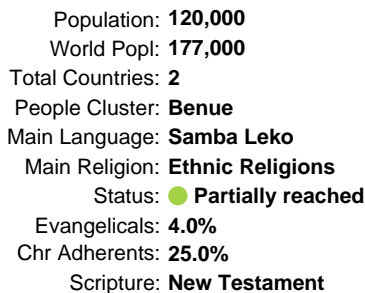 Population: 120,000
World Popl: 177,000
Total Countries: 2
People Cluster: Benue
Main Language: Samba Leko
Main Religion: Ethnic Religions
Status: Partially reached
Evangelicals: 4.0%
Chr Adherents: 25.0%
Scripture: New Testament